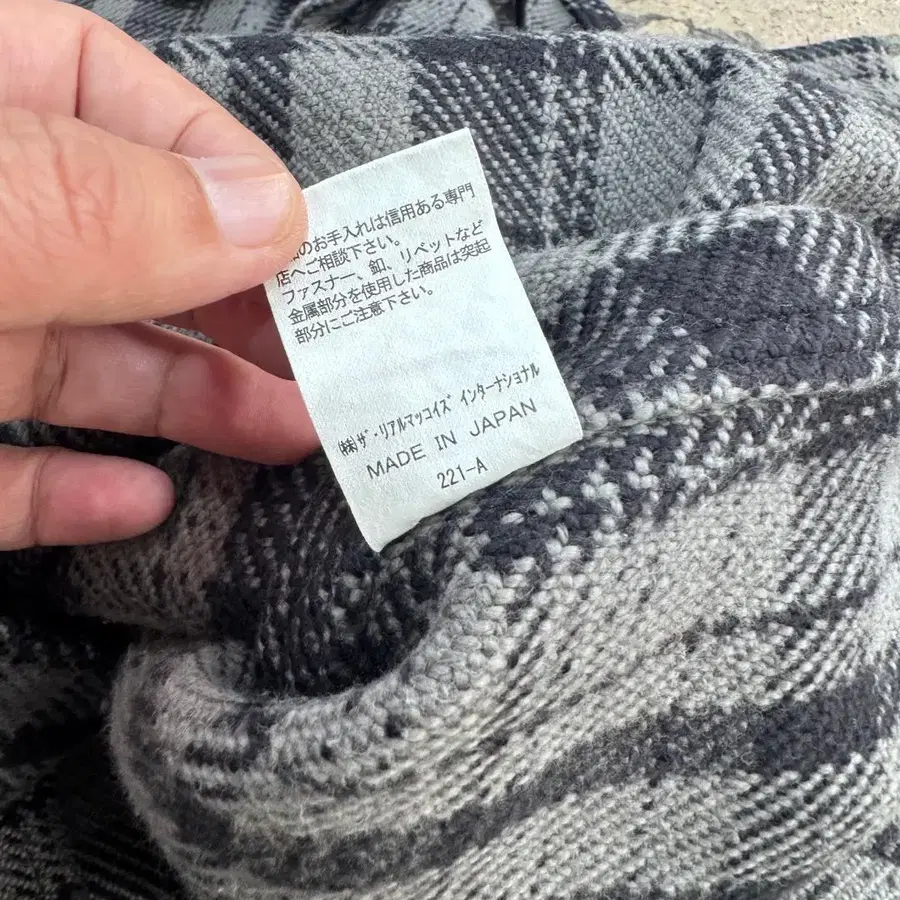 のお手入れは信用ある専門
店へご相談下さい。
ファスナー、釦、リベットなど
金属部分を使用した商品は突起
部分にご注意下さい。
㈱ザ・リアルマッコイズ インターナショナル
MADE IN JAPAN
221-A